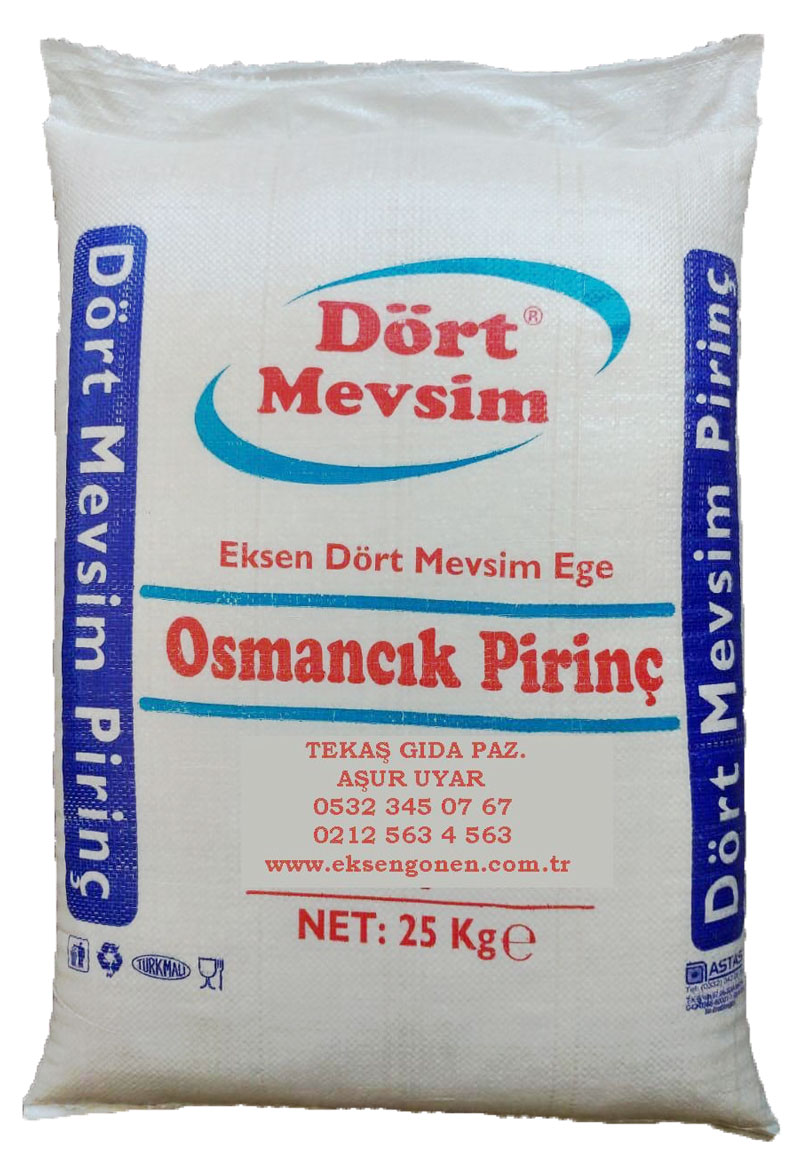 Dört®
Mevsim
Eksen Dört Mevsim Ege
Osmancık Pirinç
TEKAŞ GIDA PAZ.
AŞUR UYAR
0532 345 07 67
0212 563 4 563
www.eksengonen.com.tr
NET: 25 Kg ℮
Dört Mevsim Pirinç
Dört Mevsim Pirinç
TÜRKMALI
ASTAŞ